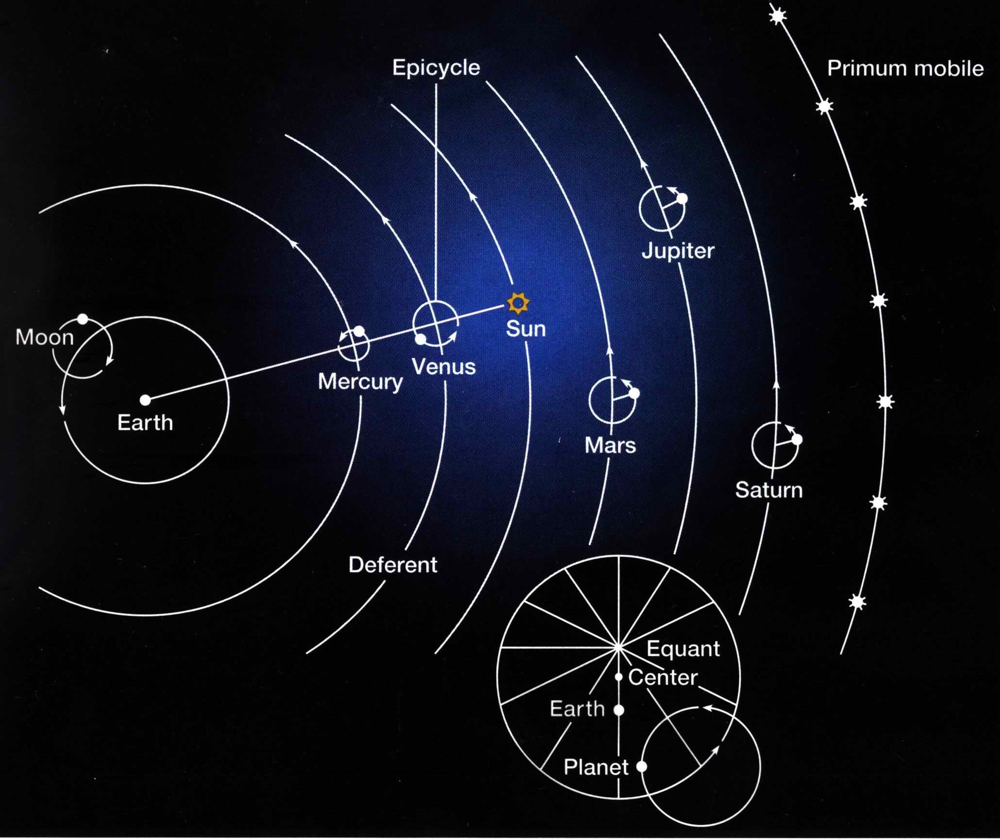 Epicycle
Primum mobile
Jupiter
Moon
Sun
Venus
Mercury
Earth
Mars
Saturn
Deferent
Equant
Center
Earth
Planet